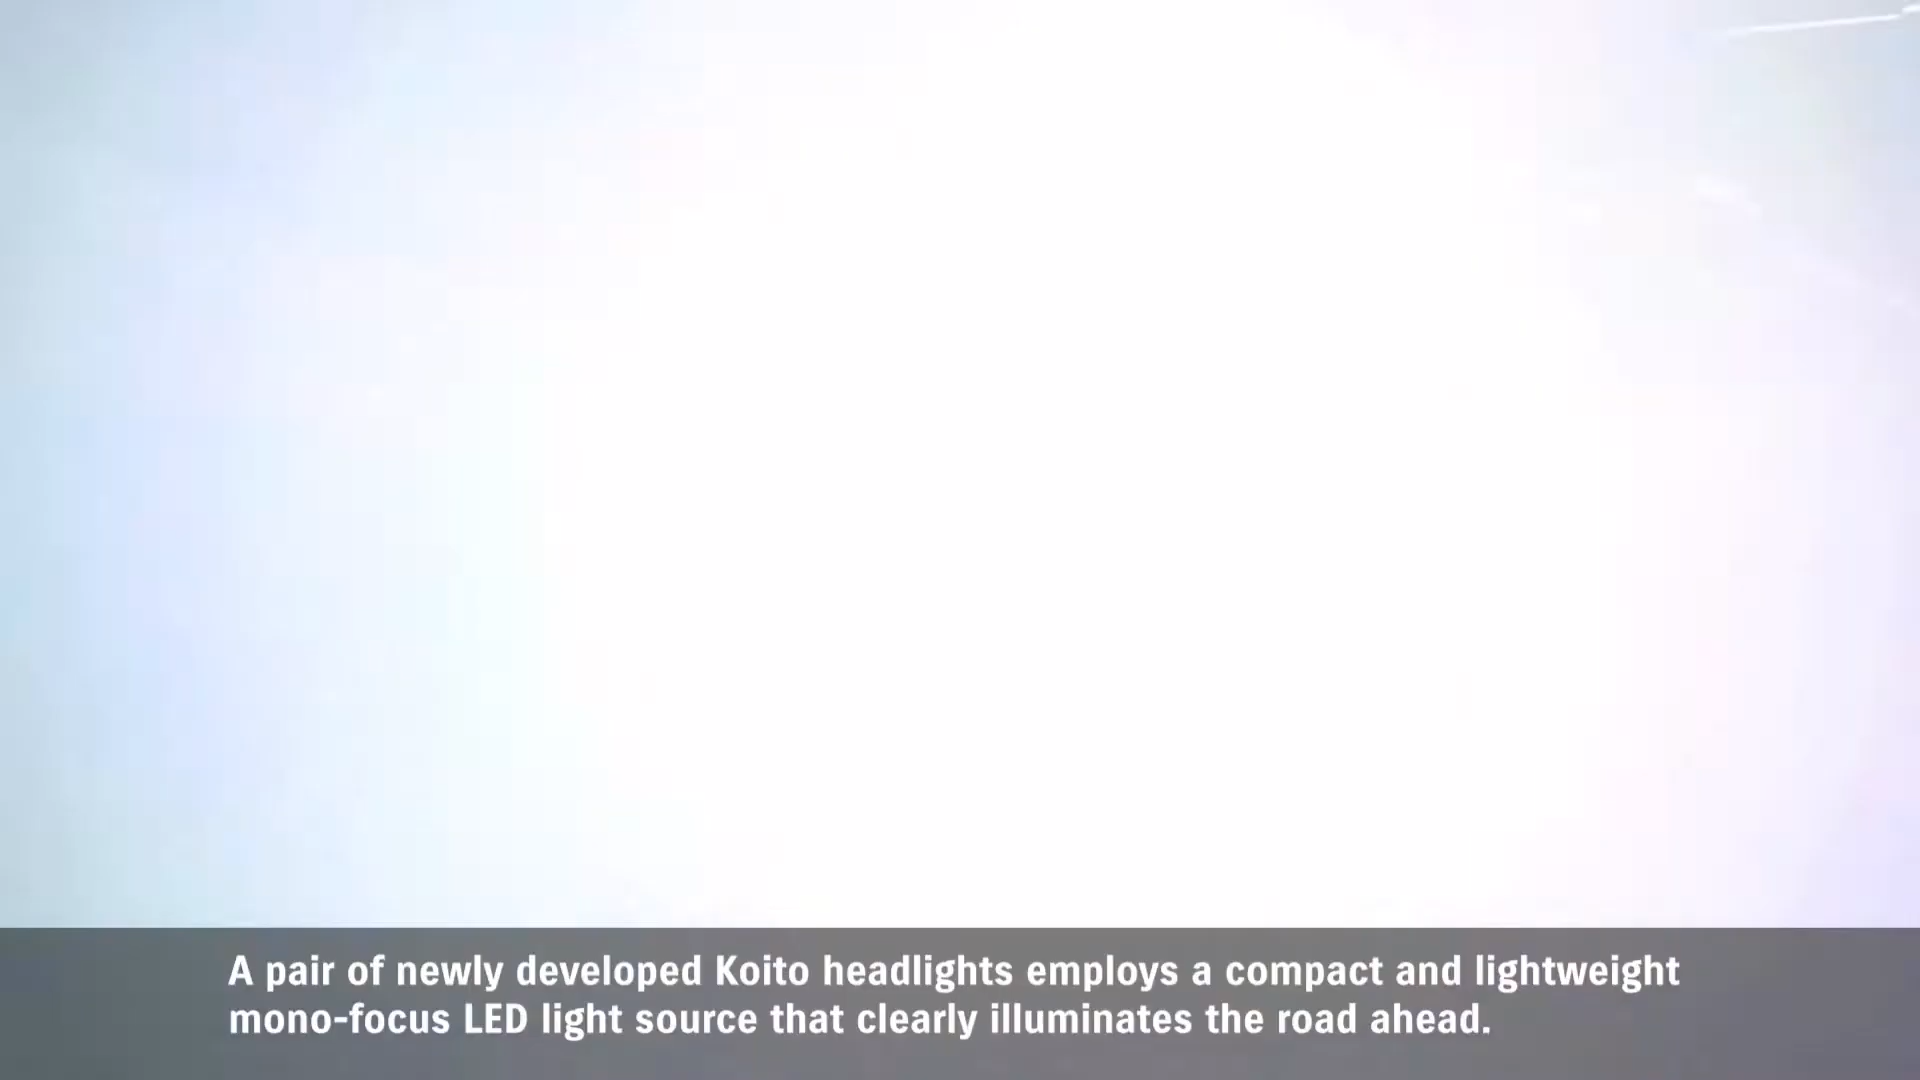 A pair of newly developed Koito headlights employs a compact and lightweight
mono-focus LED light source that clearly illuminates the road ahead.